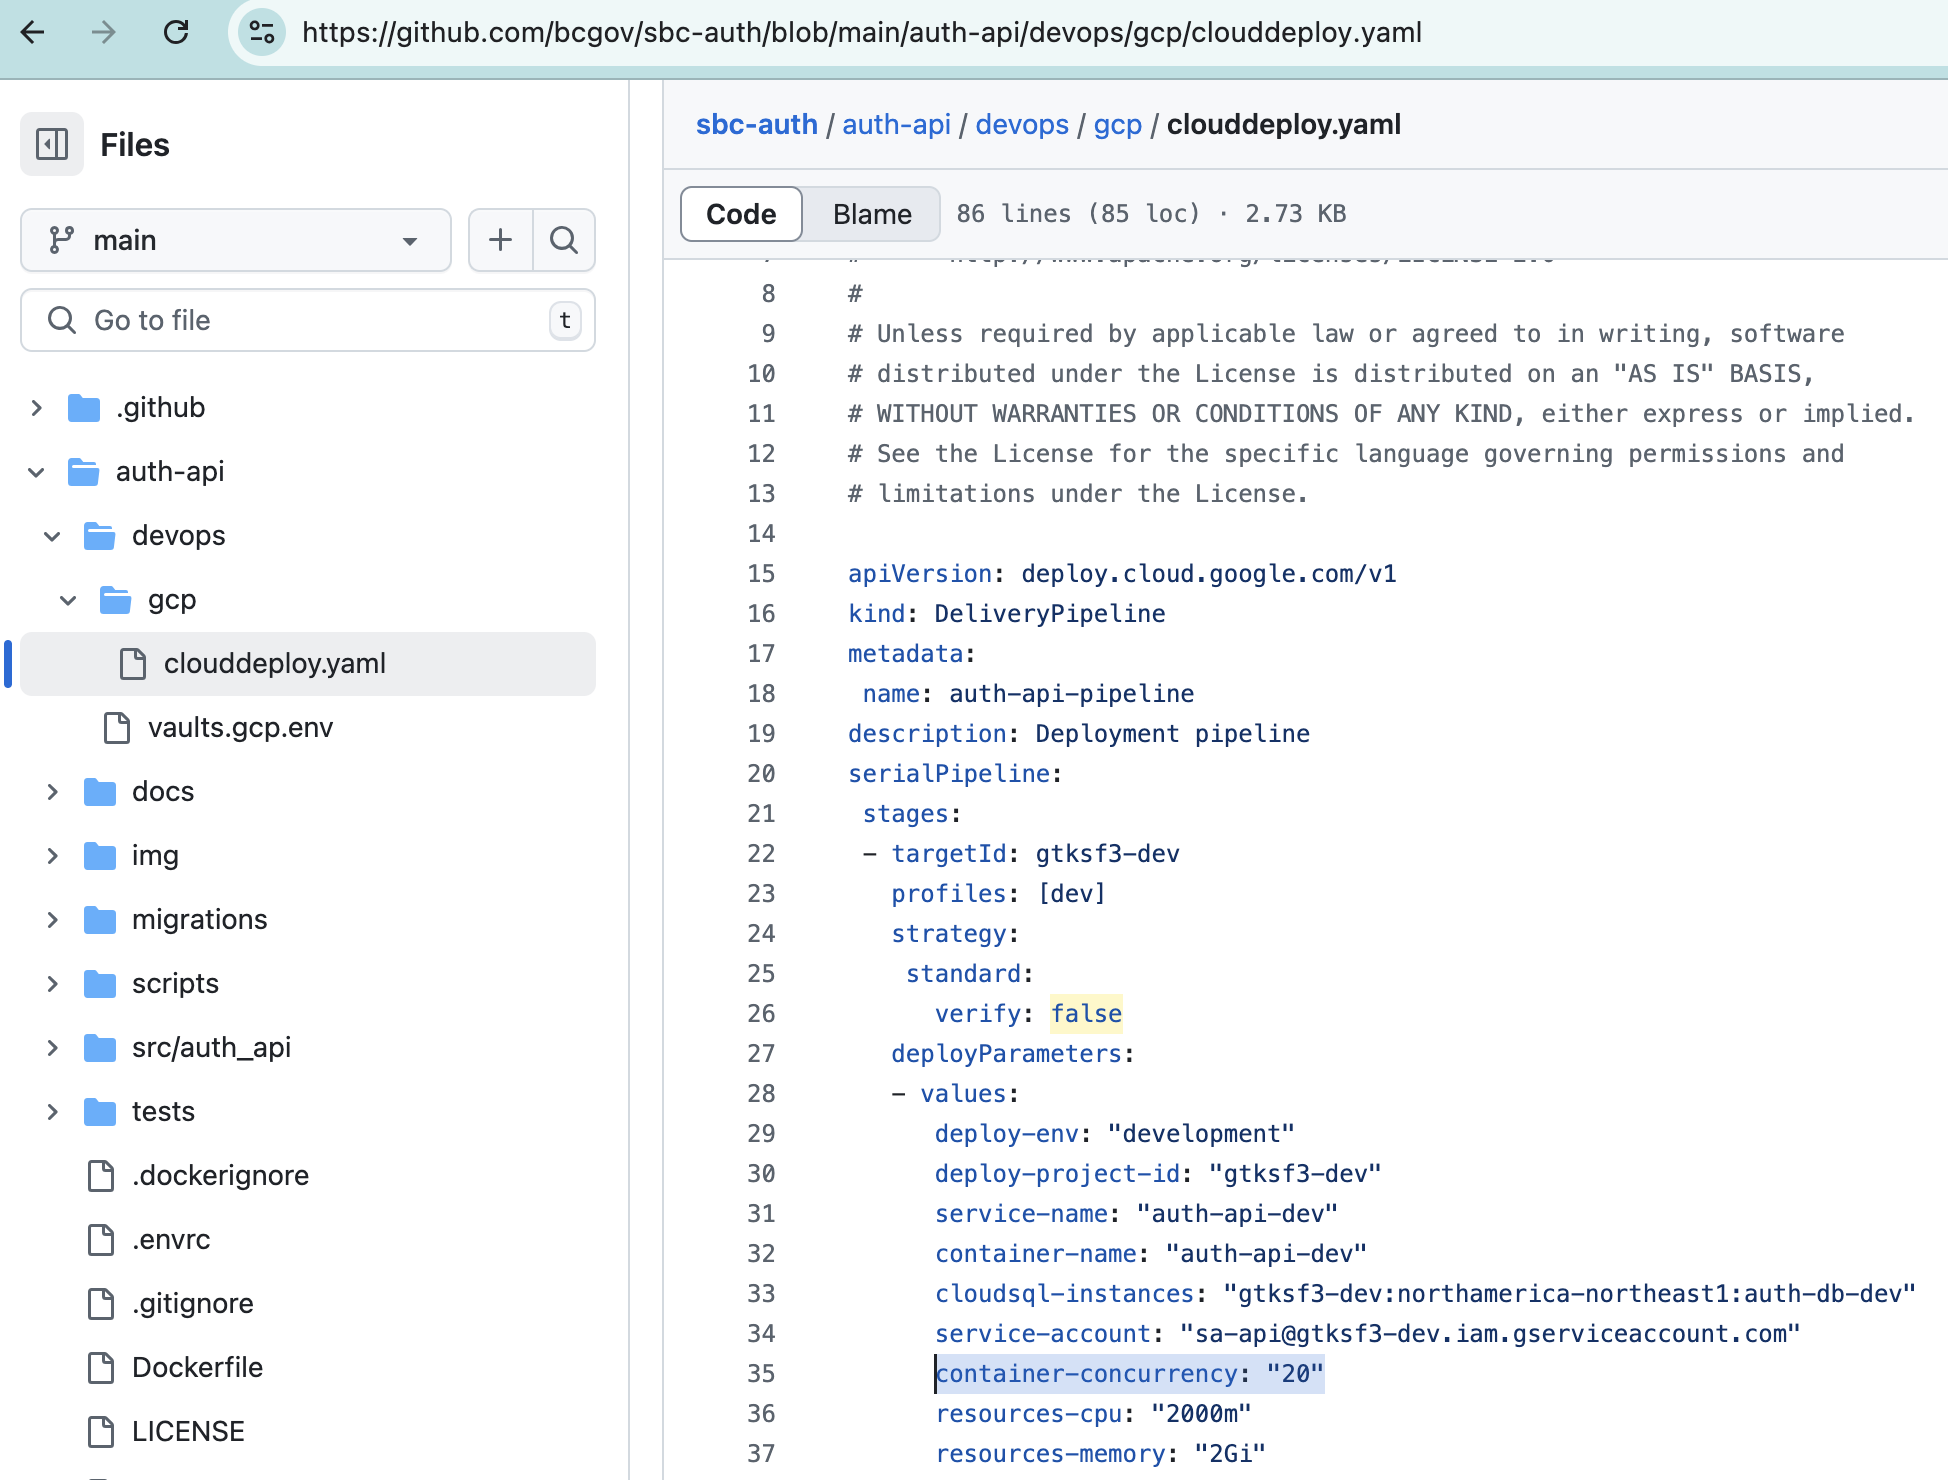 https://github.com/bcgov/sbc-auth/blob/main/auth-api/devops/gcp/clouddeploy.yaml
Files
main
Go to file t
.github
auth-api
devops
gcp
clouddeploy.yaml
vaults.gcp.env
docs
img
migrations
scripts
src/auth_api
tests
.dockerignore
.envrc
.gitignore
Dockerfile
LICENSE
sbc-auth / auth-api / devops / gcp / clouddeploy.yaml
Code Blame 86 lines (85 loc) · 2.73 KB
8 #
9 # Unless required by applicable law or agreed to in writing, software
10 # distributed under the License is distributed on an "AS IS" BASIS,
11 # WITHOUT WARRANTIES OR CONDITIONS OF ANY KIND, either express or implied.
12 # See the License for the specific language governing permissions and
13 # limitations under the License.
14
15 apiVersion: deploy.cloud.google.com/v1
16 kind: DeliveryPipeline
17 metadata:
18 name: auth-api-pipeline
19 description: Deployment pipeline
20 serialPipeline:
21 stages:
22 - targetId: gtksf3-dev
23 profiles: [dev]
24 strategy:
25 standard:
26 verify: false
27 deployParameters:
28 - values:
29 deploy-env: "development"
30 deploy-project-id: "gtksf3-dev"
31 service-name: "auth-api-dev"
32 container-name: "auth-api-dev"
33 cloudsql-instances: "gtksf3-dev:northamerica-northeast1:auth-db-dev"
34 service-account: "sa-api@gtksf3-dev.iam.gserviceaccount.com"
35 container-concurrency: "20"
36 resources-cpu: "2000m"
37 resources-memory: "2Gi"